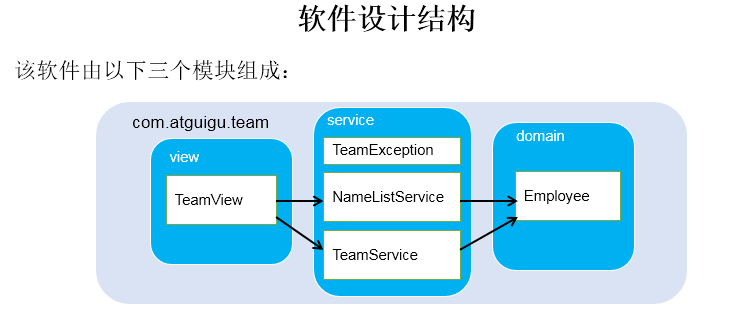 软件设计结构
该软件由以下三个模块组成：
com.atguigu.team
view
TeamView
service
TeamException
NameListService
TeamService
domain
Employee